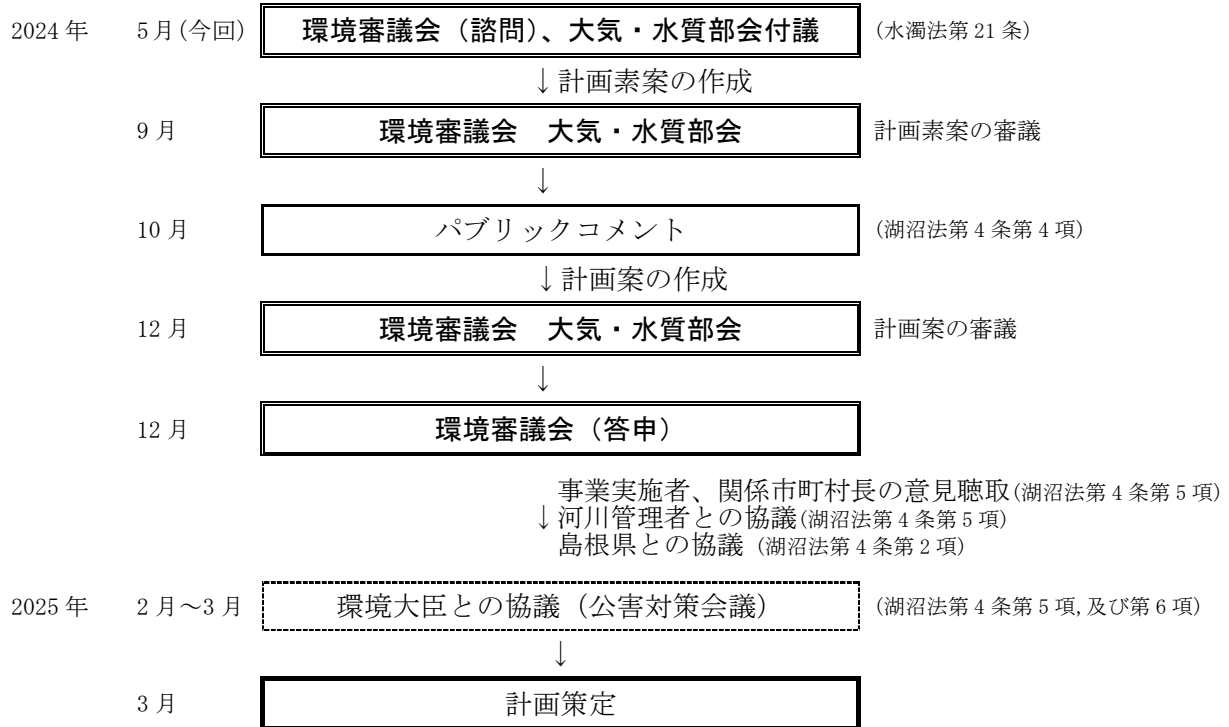 2024年 5月(今回) 環境審議会（諮問）、大気・水質部会付議 (水濁法第21条)
↓計画素案の作成
9月 環境審議会 大気・水質部会 計画素案の審議
↓
10月 パブリックコメント (湖沼法第4条第4項)
↓計画案の作成
12月 環境審議会 大気・水質部会 計画案の審議
↓
12月 環境審議会（答申）
事業実施者、関係市町村長の意見聴取(湖沼法第4条第5項)
↓河川管理者との協議(湖沼法第4条第5項)
島根県との協議 (湖沼法第4条第2項)
2025年 2月～3月 環境大臣との協議（公害対策会議） (湖沼法第4条第5項,及び第6項)
↓
3月 計画策定